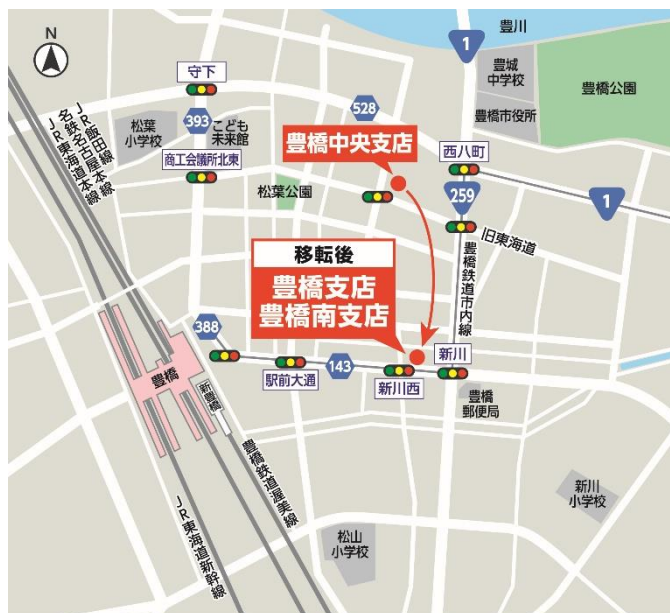 N
豊川
1
豊城
中学校
豊橋公園
守下
豊橋市役所
528
松葉
小学校
393
こども
未来館
豊橋中央支店
西八町
商工会議所北東
JR飯田線
名鉄名古屋本線
JR東海道本線
松葉公園
259
1
旧東海道
移転後
豊橋支店
豊橋南支店
豊橋鉄道市内線
388
新川
豊橋
駅前大通
143
新川西
新豊橋
豊橋
郵便局
豊橋鉄道渥美線
新川
小学校
JR東海道新幹線
松山
小学校